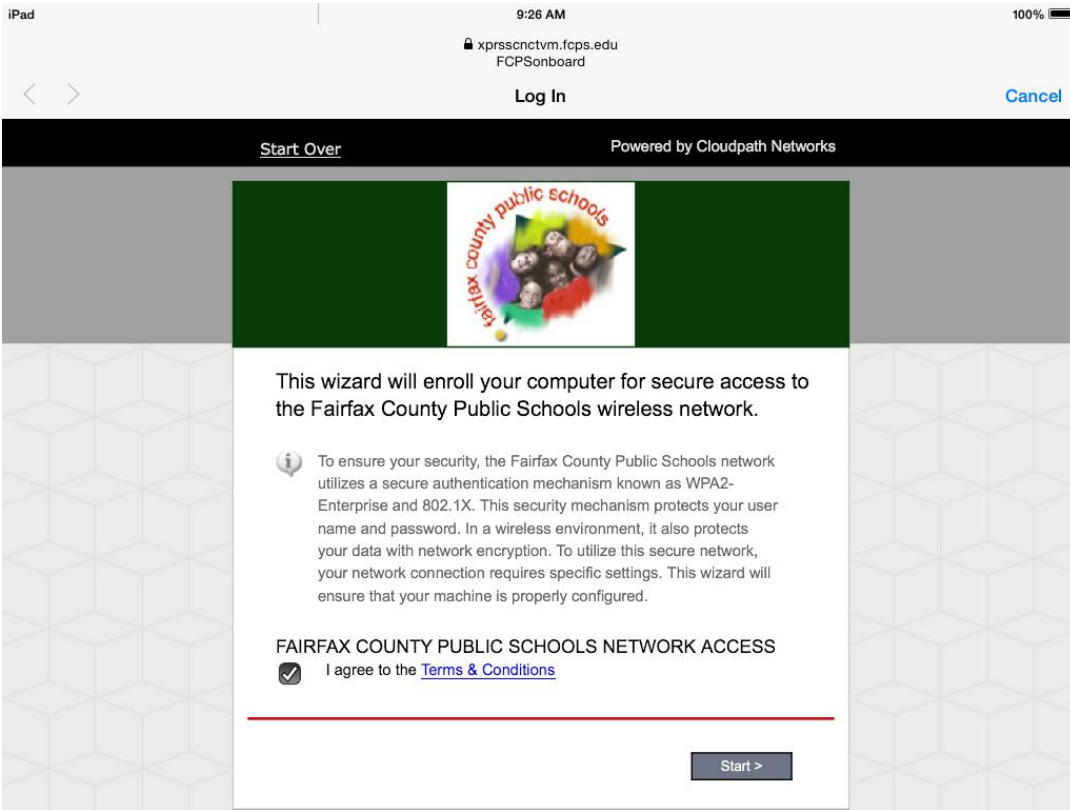 iPad 9:26 AM 100%
xprsscnctvm.fcps.edu
FCPSonboard
Log In Cancel
Start Over Powered by Cloudpath Networks
fairfax county public schools
This wizard will enroll your computer for secure access to
the Fairfax County Public Schools wireless network.
To ensure your security, the Fairfax County Public Schools network
utilizes a secure authentication mechanism known as WPA2-
Enterprise and 802.1X. This security mechanism protects your user
name and password. In a wireless environment, it also protects
your data with network encryption. To utilize this secure network,
your network connection requires specific settings. This wizard will
ensure that your machine is properly configured.
FAIRFAX COUNTY PUBLIC SCHOOLS NETWORK ACCESS
I agree to the Terms & Conditions
Start >